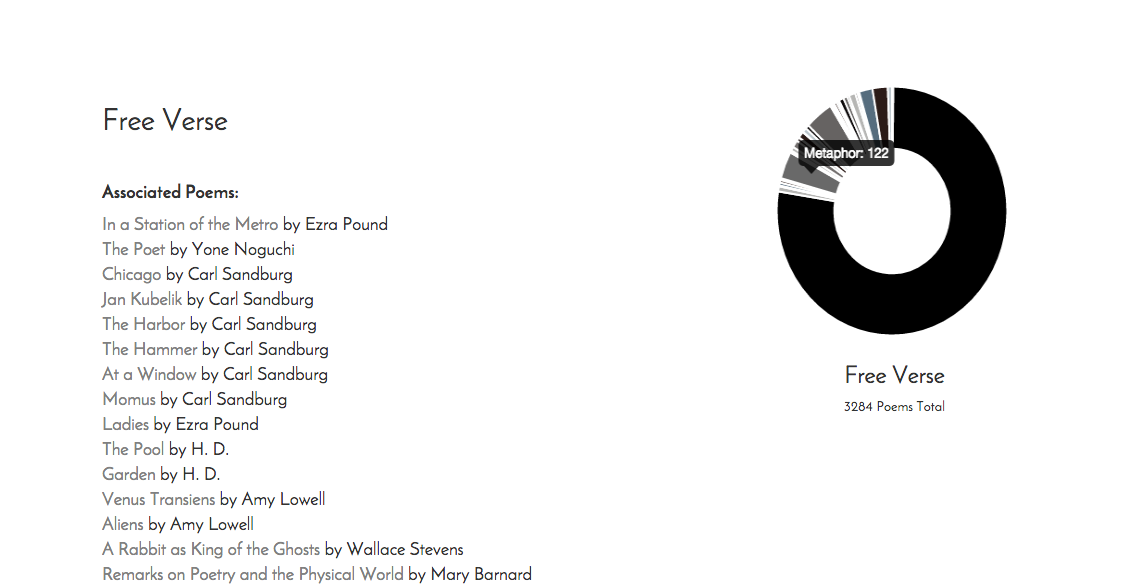 Free Verse
Associated Poems:
In a Station of the Metro by Ezra Pound
The Poet by Yone Noguchi
Chicago by Carl Sandburg
Jan Kubelik by Carl Sandburg
The Harbor by Carl Sandburg
The Hammer by Carl Sandburg
At a Window by Carl Sandburg
Momus by Carl Sandburg
Ladies by Ezra Pound
The Pool by H. D.
Garden by H. D.
Venus Transiens by Amy Lowell
Aliens by Amy Lowell
A Rabbit as King of the Ghosts by Wallace Stevens
Remarks on Poetry and the Physical World by Mary Barnard
Metaphor: 122
Free Verse
3284 Poems Total